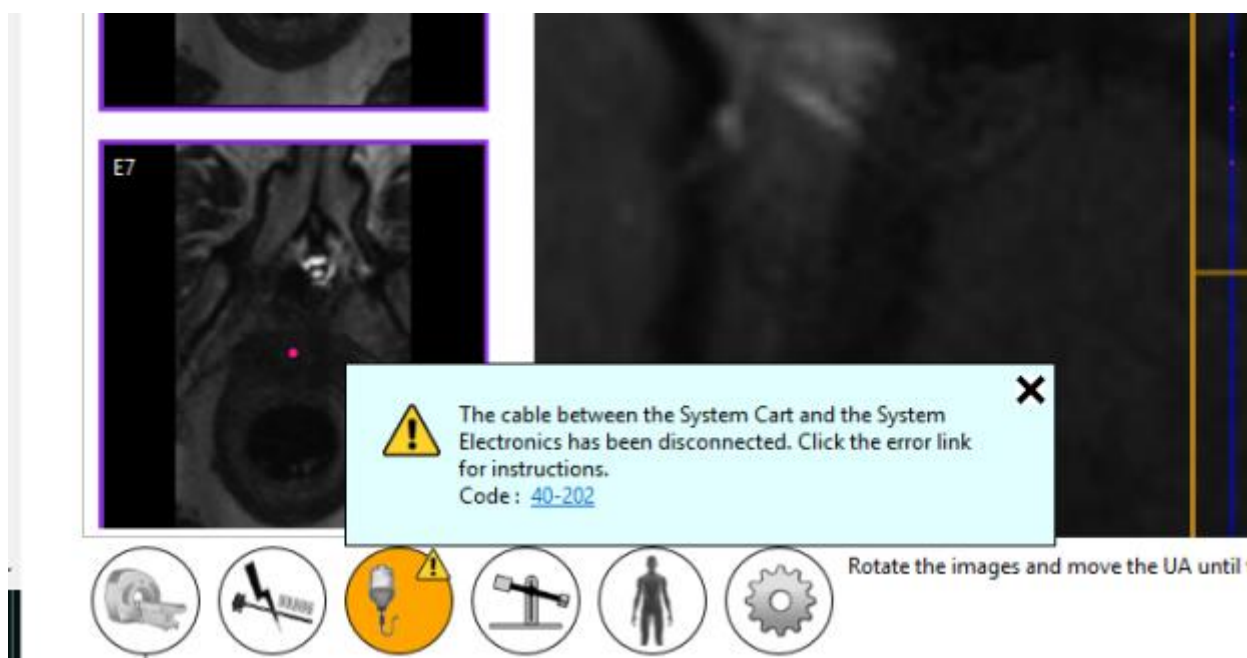 E7
The cable between the System Cart and the System
Electronics has been disconnected. Click the error link
for instructions.
Code : 40-202
Rotate the images and move the UA until